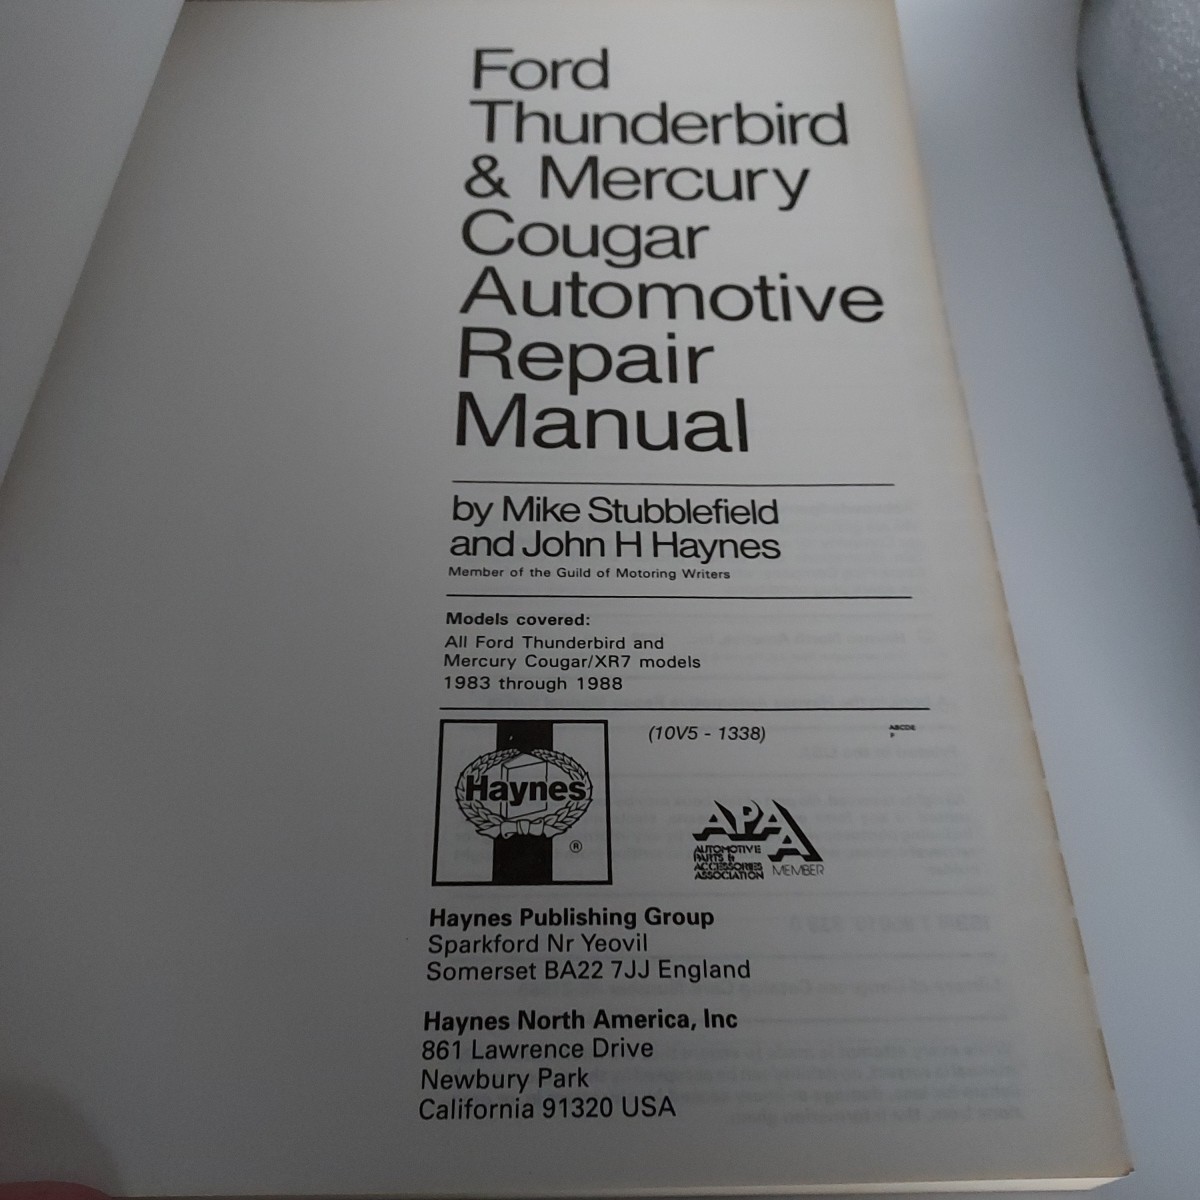 Ford
Thunderbird
& Mercury
Cougar
Automotive
Repair
Manual
by Mike Stubblefield
and John H Haynes
Member of the Guild of Motoring Writers
Models covered:
All Ford Thunderbird and
Mercury Cougar/XR7 models
1983 through 1988
(10V5 - 1338)
ABCDE
F
Haynes
®
APAA
AUTOMOTIVE
PARTS &
ACCESSORIES
ASSOCIATION
MEMBER
Haynes Publishing Group
Sparkford Nr Yeovil
Somerset BA22 7JJ England
Haynes North America, Inc
861 Lawrence Drive
Newbury Park
California 91320 USA